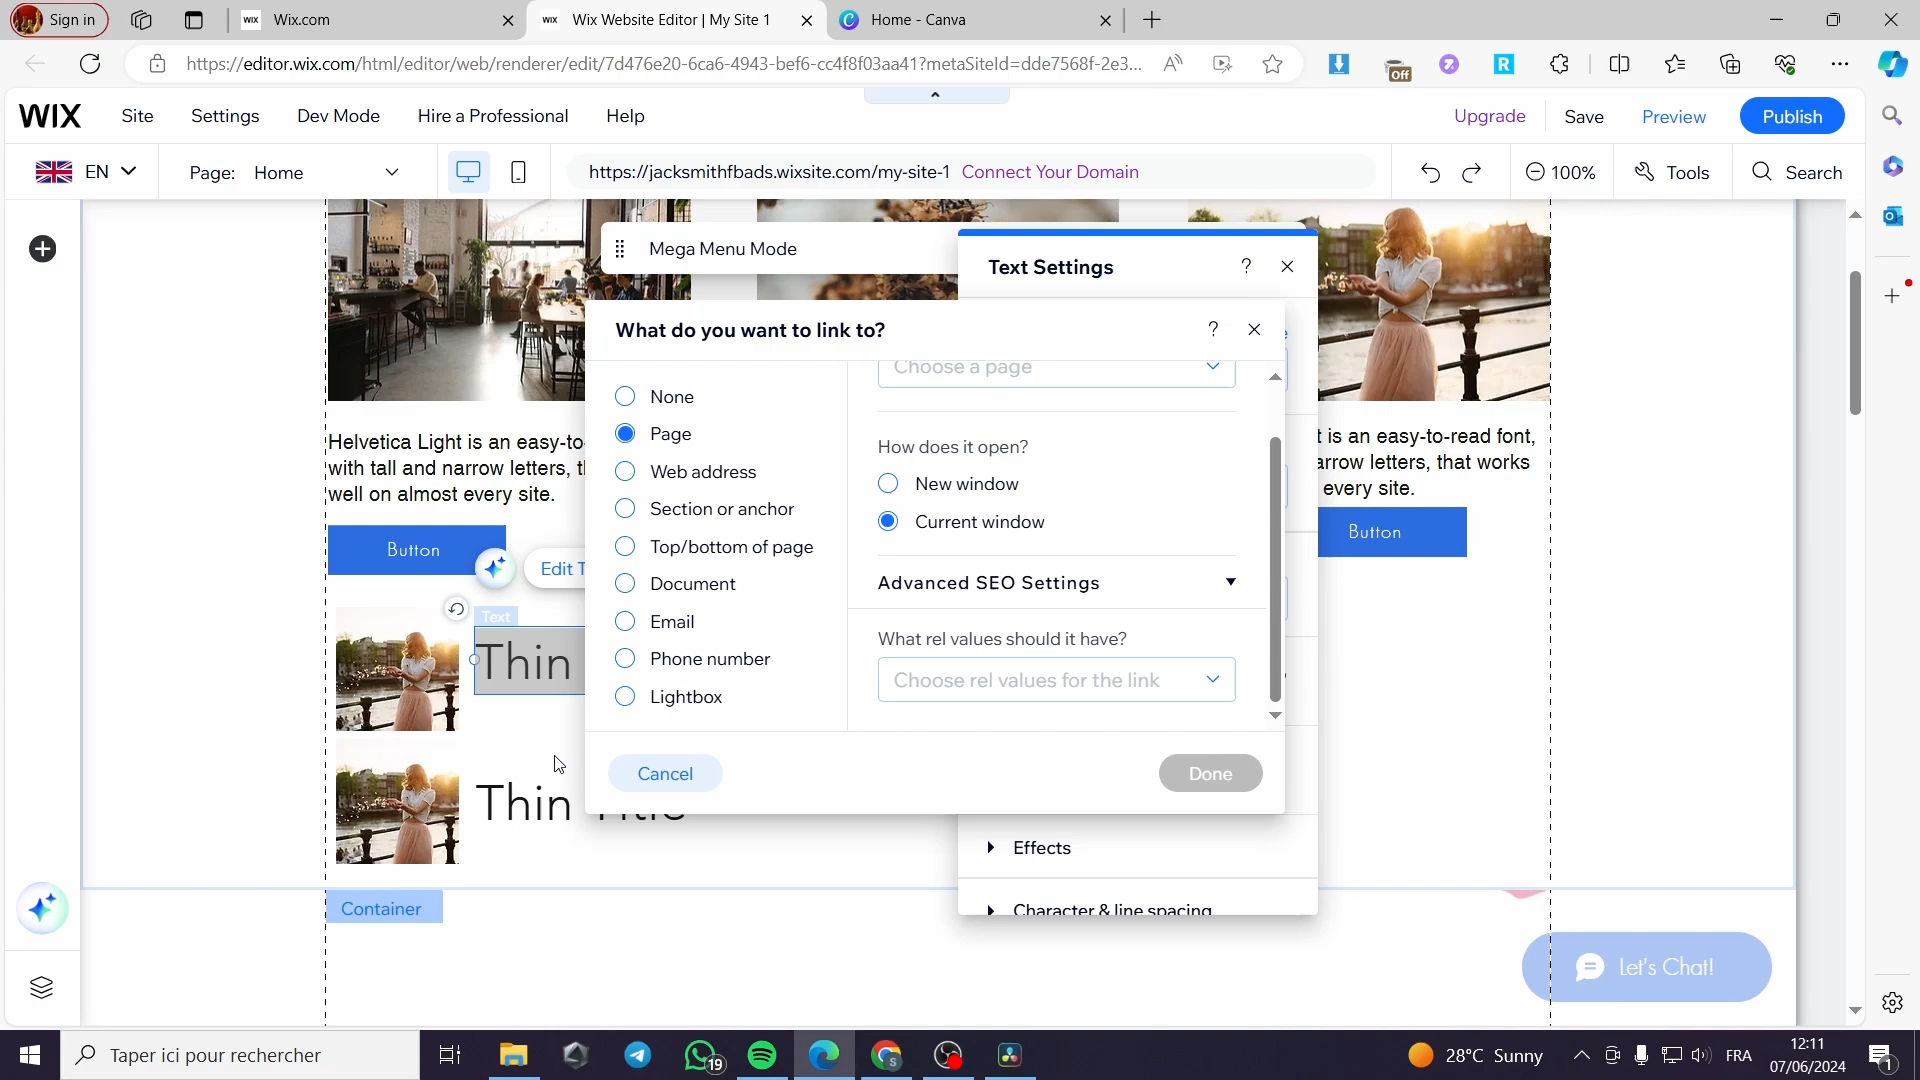 Sign in
WIX Wix.com
WIX Wix Website Editor | My Site 1
Home - Canva
https://editor.wix.com/html/editor/web/renderer/edit/7d476e20-6ca6-4943-bef6-cc4f8f03aa41?metaSiteId=dde7568f-2e3...
Off
WIX
Site
Settings
Dev Mode
Hire a Professional
Help
Upgrade
Save
Preview
Publish
EN
Page: Home
https://jacksmithfbads.wixsite.com/my-site-1 Connect Your Domain
100%
Tools
Search
Mega Menu Mode
Text Settings
?
What do you want to link to?
?
None
Page
Web address
Section or anchor
Top/bottom of page
Document
Email
Phone number
Lightbox
Choose a page
How does it open?
New window
Current window
Advanced SEO Settings
What rel values should it have?
Choose rel values for the link
Cancel
Done
Effects
Character & line spacing
Helvetica Light is an easy-to-
with tall and narrow letters,
well on almost every site.
Button
Edit T
Text
Thin
Thin Title
is an easy-to-read font,
arrow letters, that works
every site.
Button
Container
Let's Chat!
Taper ici pour rechercher
19
28°C Sunny
FRA
12:11
07/06/2024
1